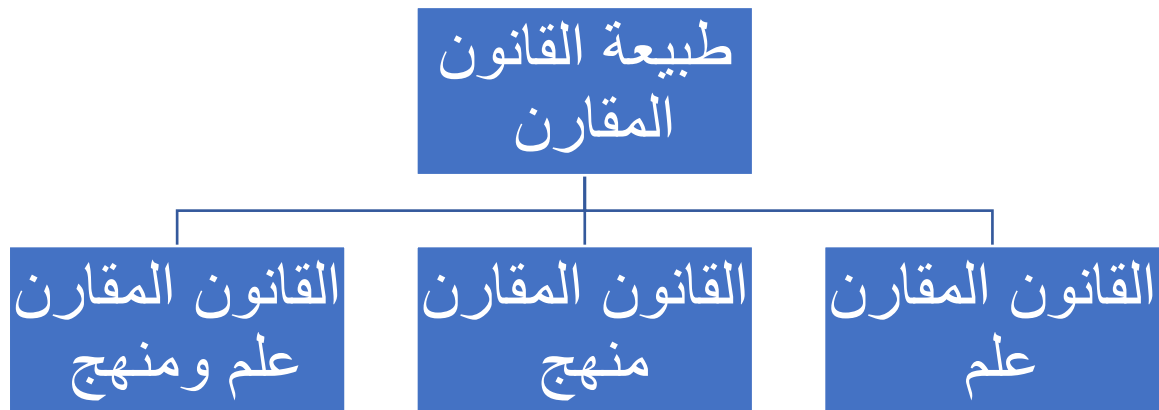 طبيعة القانون
المقارن
القانون المقارن
علم
القانون المقارن
منهج
القانون المقارن
علم ومنهج